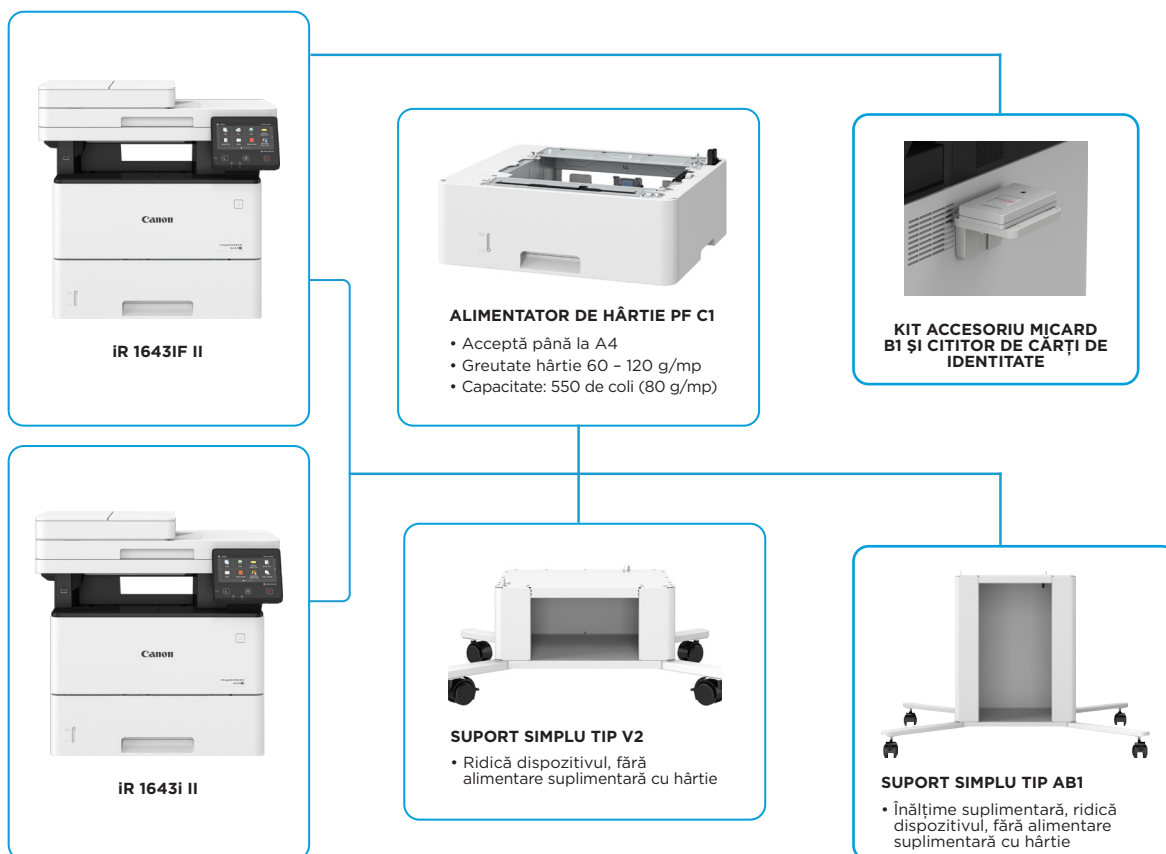 Canon
iR 1643IF II
ALIMENTATOR DE HÂRTIE PF C1
• Acceptă până la A4
• Greutate hârtie 60 – 120 g/mp
• Capacitate: 550 de coli (80 g/mp)
KIT ACCESORIU MICARD
B1 ȘI CITITOR DE CĂRȚI DE
IDENTITATE
Canon
iR 1643i II
SUPORT SIMPLU TIP V2
• Ridică dispozitivul, fără
alimentare suplimentară cu hârtie
SUPORT SIMPLU TIP AB1
• Înălțime suplimentară, ridică
dispozitivul, fără alimentare
suplimentară cu hârtie